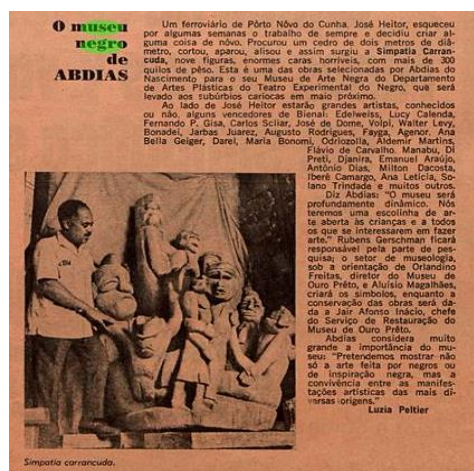 O museu
negro
de
ABDIAS
Um ferroviário de Pôrto Nôvo do Cunha. José Heitor, esqueceu
por algumas semanas o trabalho de sempre e decidiu criar al-
guma coisa de nôvo. Procurou um cedro de dois metros de diâ-
metro, cortou, aparou, alisou e assim surgiu a Simpatia Carran-
cuda, nove figuras, enormes caras horríveis, com mais de 300
quilos de pêso. Esta é uma das obras selecionadas por Abdias do
Nascimento para o seu Museu de Arte Negra do Departamento
de Artes Plásticas do Teatro Experimental do Negro, que será
levado aos subúrbios cariocas em maio próximo.
Ao lado de José Heitor estarão grandes artistas, conhecidos
ou não, alguns vencedores de Bienal: Edelweiss, Lucy Calenda,
Fernando P. Gisa, Carlos Scliar, José de Dome, Volpi, Walter Levy,
Bonadei, Jarbas Juarez, Augusto Rodrigues, Fayga, Agenor, Ana
Bella Geiger, Darel, Maria Bonomi, Odriozolla, Aldemir Martins,
Flávio de Carvalho, Manabu, Di
Preti, Djanira, Emanuel Araújo,
Antônio Dias, Milton Dacosta,
Iberê Camargo, Ana Letícia, So-
lano Trindade e muitos outros.
Diz Abdias: "O museu será
profundamente dinâmico. Nós
teremos uma escolinha de ar-
te aberta às crianças e a todos
os que se interessarem em fazer
arte." Rubens Gerschman ficará
responsável pela parte de pes-
quisa; o setor de museologia,
sob a orientação de Orlandino
Freitas, diretor do Museu de
Ouro Prêto, e Aluísio Magalhães,
criará os símbolos, enquanto a
conservação das obras será da-
da a Jair Afonso Inácio, chefe
do Serviço de Restauração do
Museu de Ouro Prêto.
Abdias considera muito
grande a importância do mu-
seu: "Pretendemos mostrar não
só a arte feita por negros ou
de inspiração negra, mas a
convivência entre as manifes-
tações artísticas das mais di-
versas origens."
Luzia Peltier
Simpatia carrancuda.